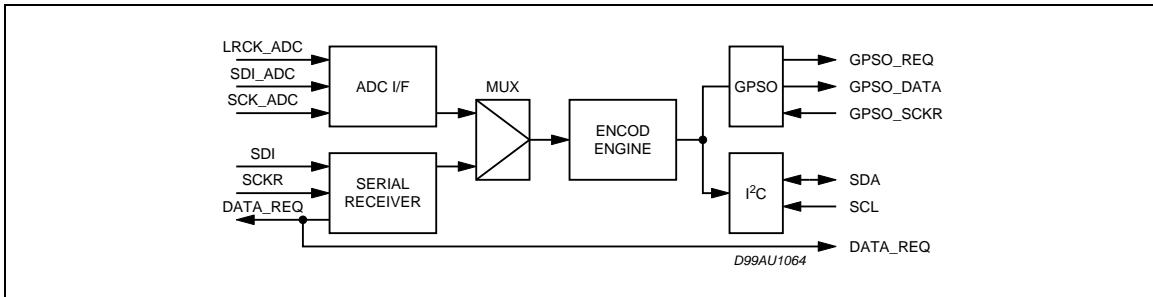 LRCK_ADC
SDI_ADC
SCK_ADC
ADC I/F
MUX
SDI
SCKR
DATA_REQ
SERIAL
RECEIVER
ENCOD
ENGINE
GPSO
GPSO_REQ
GPSO_DATA
GPSO_SCKR
I²C
SDA
SCL
DATA_REQ
D99AU1064